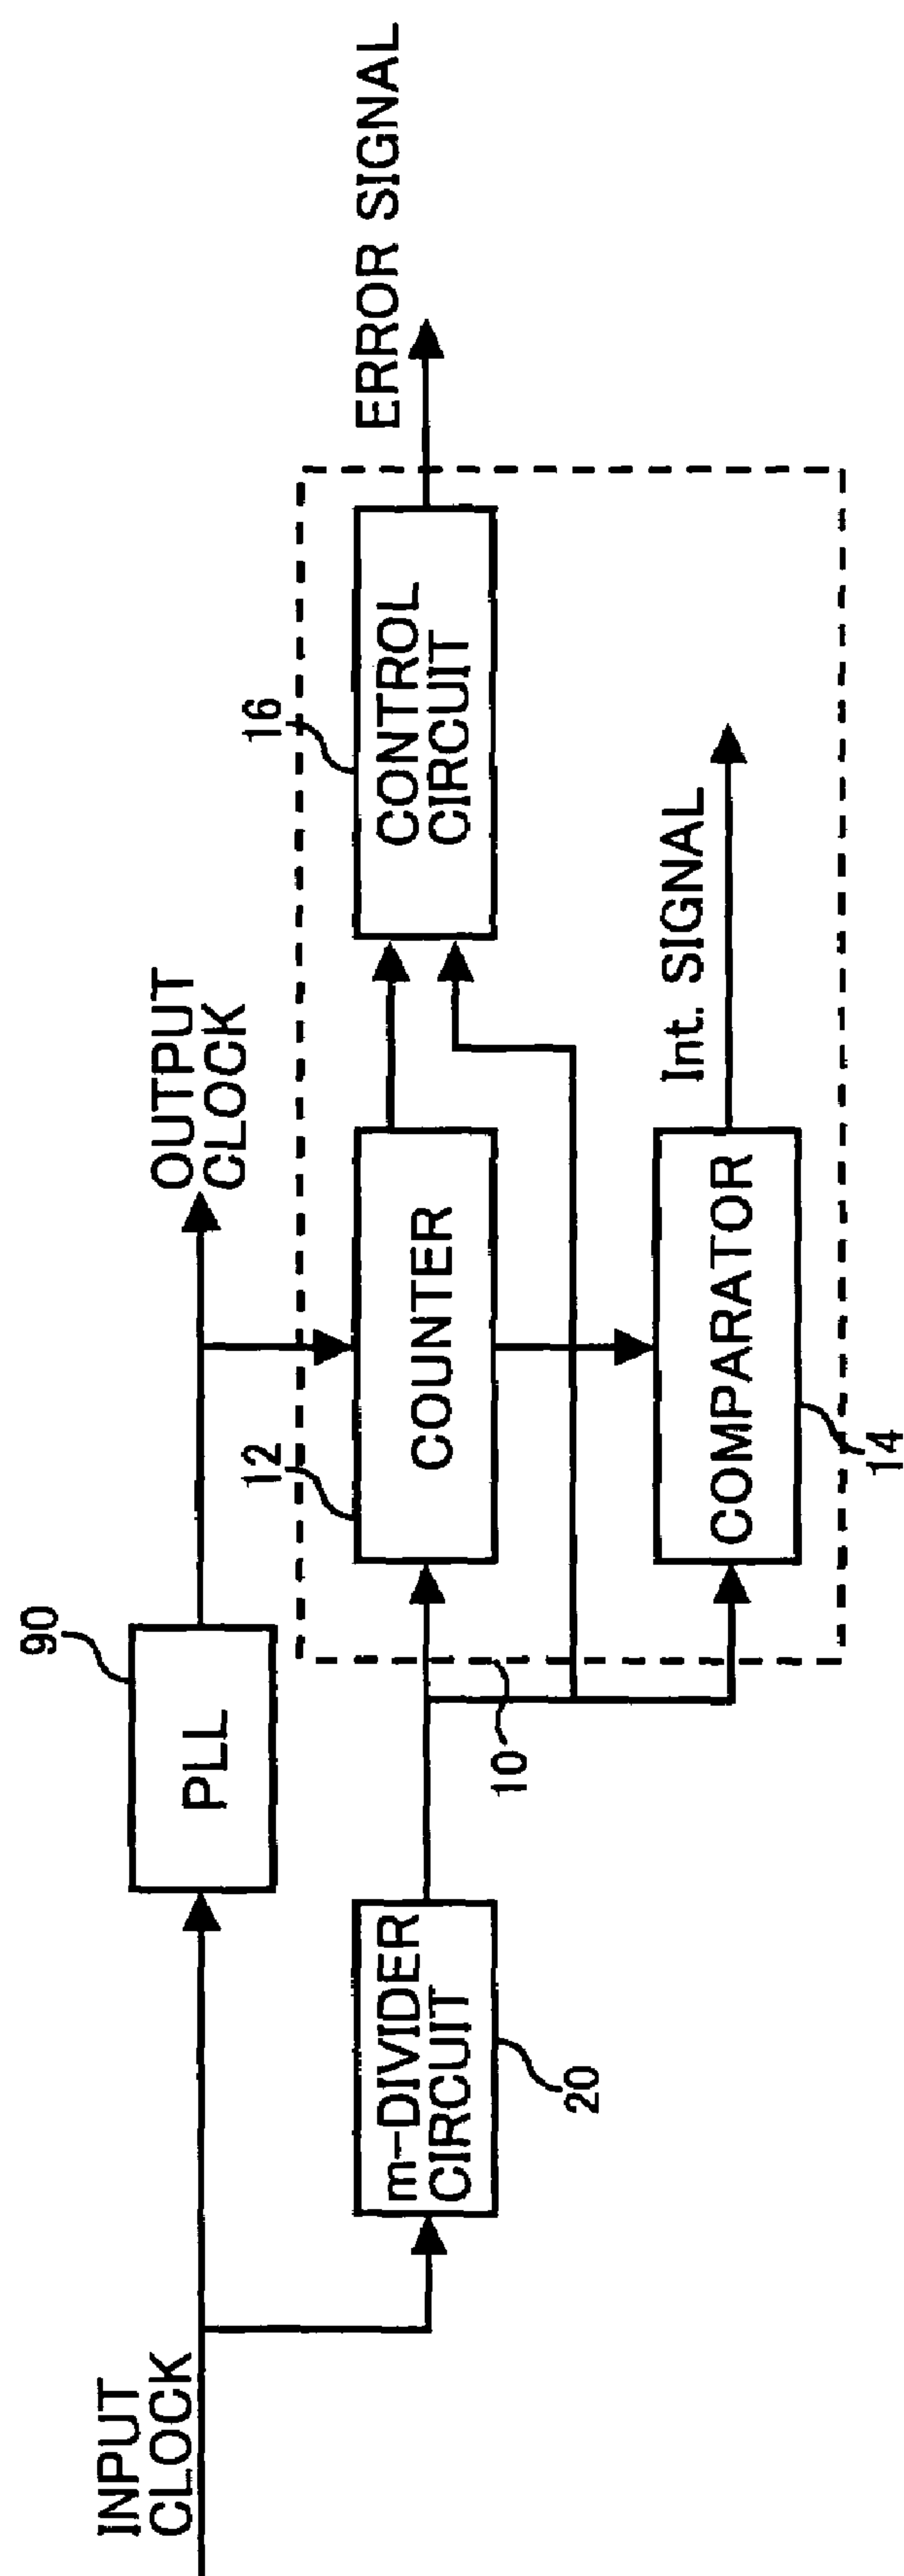 INPUT
CLOCK
90
PLL
OUTPUT
CLOCK
m-DIVIDER
CIRCUIT
20
10
12
COUNTER
16
CONTROL
CIRCUIT
ERROR SIGNAL
COMPARATOR
14
Int. SIGNAL